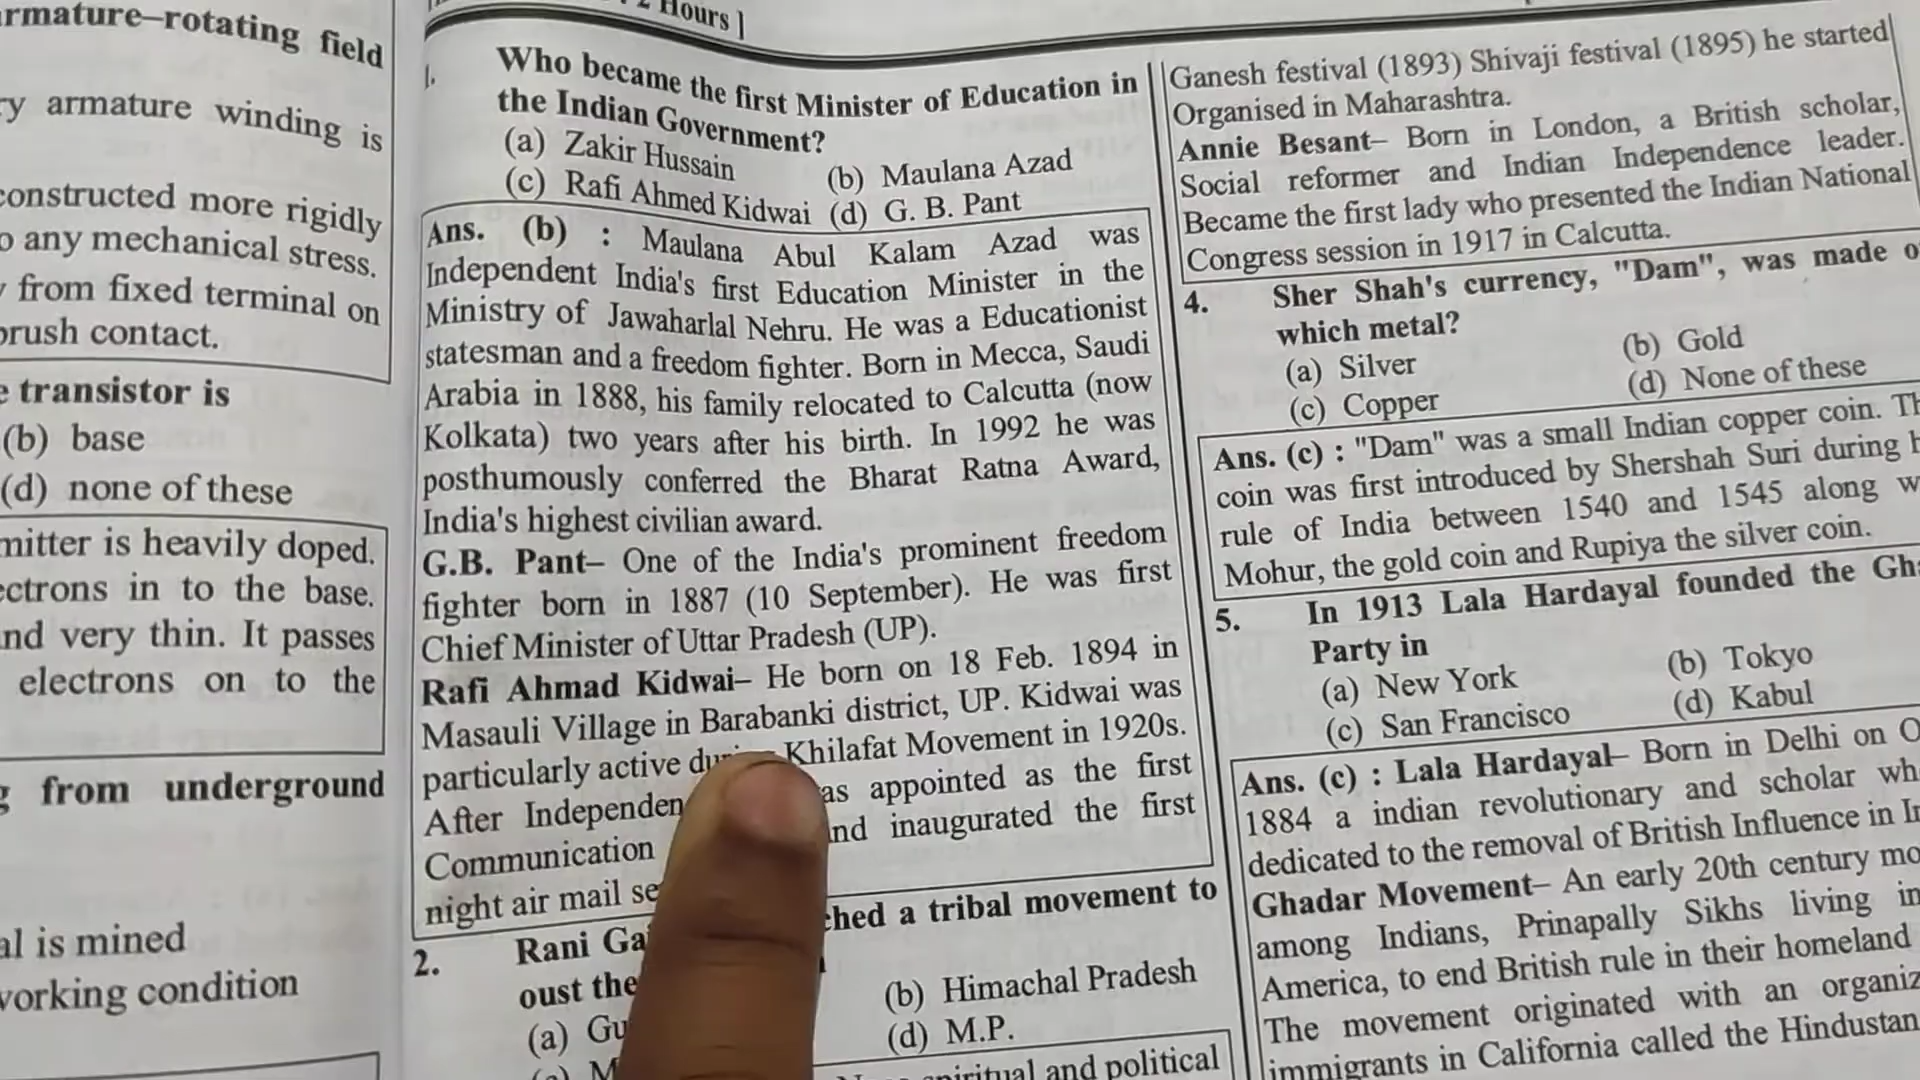 rmature–rotating field
ry armature winding is
constructed more rigidly
o any mechanical stress.
from fixed terminal on
brush contact.
e transistor is
(b) base
(d) none of these
mitter is heavily doped.
ectrons in to the base.
nd very thin. It passes
electrons on to the
g from underground
al is mined
working condition
2 Hours ]
1. Who became the first Minister of Education in
the Indian Government?
(a) Zakir Hussain (b) Maulana Azad
(c) Rafi Ahmed Kidwai (d) G. B. Pant
Ans. (b) : Maulana Abul Kalam Azad was
Independent India's first Education Minister in the
Ministry of Jawaharlal Nehru. He was a Educationist
statesman and a freedom fighter. Born in Mecca, Saudi
Arabia in 1888, his family relocated to Calcutta (now
Kolkata) two years after his birth. In 1992 he was
posthumously conferred the Bharat Ratna Award,
India's highest civilian award.
G.B. Pant– One of the India's prominent freedom
fighter born in 1887 (10 September). He was first
Chief Minister of Uttar Pradesh (UP).
Rafi Ahmad Kidwai– He born on 18 Feb. 1894 in
Masauli Village in Barabanki district, UP. Kidwai was
particularly active Khilafat Movement in 1920s.
After Independen as appointed as the first
Communication nd inaugurated the first
night air mail se
2. Rani Ga ched a tribal movement to
oust the
(a) Gu (b) Himachal Pradesh
(d) M.P.
spiritual and political
Ganesh festival (1893) Shivaji festival (1895) he started
Organised in Maharashtra.
Annie Besant– Born in London, a British scholar,
Social reformer and Indian Independence leader.
Became the first lady who presented the Indian National
Congress session in 1917 in Calcutta.
4. Sher Shah's currency, "Dam", was made o
which metal?
(a) Silver (b) Gold
(c) Copper (d) None of these
Ans. (c) : "Dam" was a small Indian copper coin. Th
coin was first introduced by Shershah Suri during h
rule of India between 1540 and 1545 along w
Mohur, the gold coin and Rupiya the silver coin.
5. In 1913 Lala Hardayal founded the Gha
Party in
(a) New York (b) Tokyo
(c) San Francisco (d) Kabul
Ans. (c) : Lala Hardayal– Born in Delhi on O
1884 a indian revolutionary and scholar wh
dedicated to the removal of British Influence in In
Ghadar Movement– An early 20th century mo
among Indians, Prinapally Sikhs living in
America, to end British rule in their homeland
The movement originated with an organiz
immigrants in California called the Hindustan